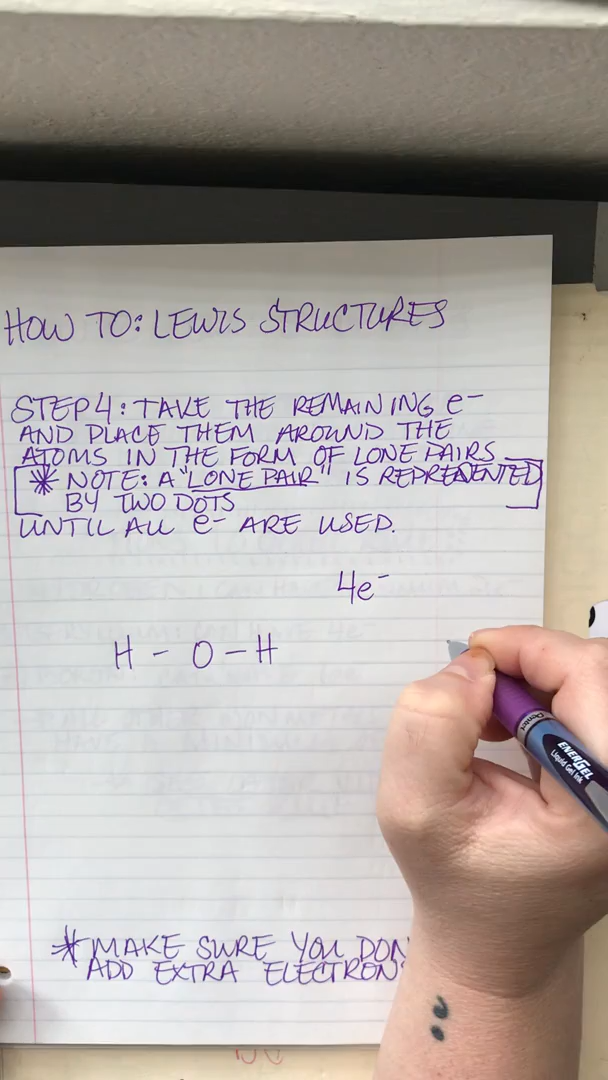 HOW TO: LEWIS STRUCTURES
STEP 4: TAKE THE REMAINING e-
AND PLACE THEM AROUND THE
ATOMS IN THE FORM OF LONE PAIRS
* NOTE: A "LONE PAIR" IS REPRESENTED
BY TWO DOTS
UNTIL ALL e- ARE USED.
4e-
H - O - H
Pentel
ENERGEL
Liquid Gel Ink
* MAKE SURE YOU DON
ADD EXTRA ELECTRON